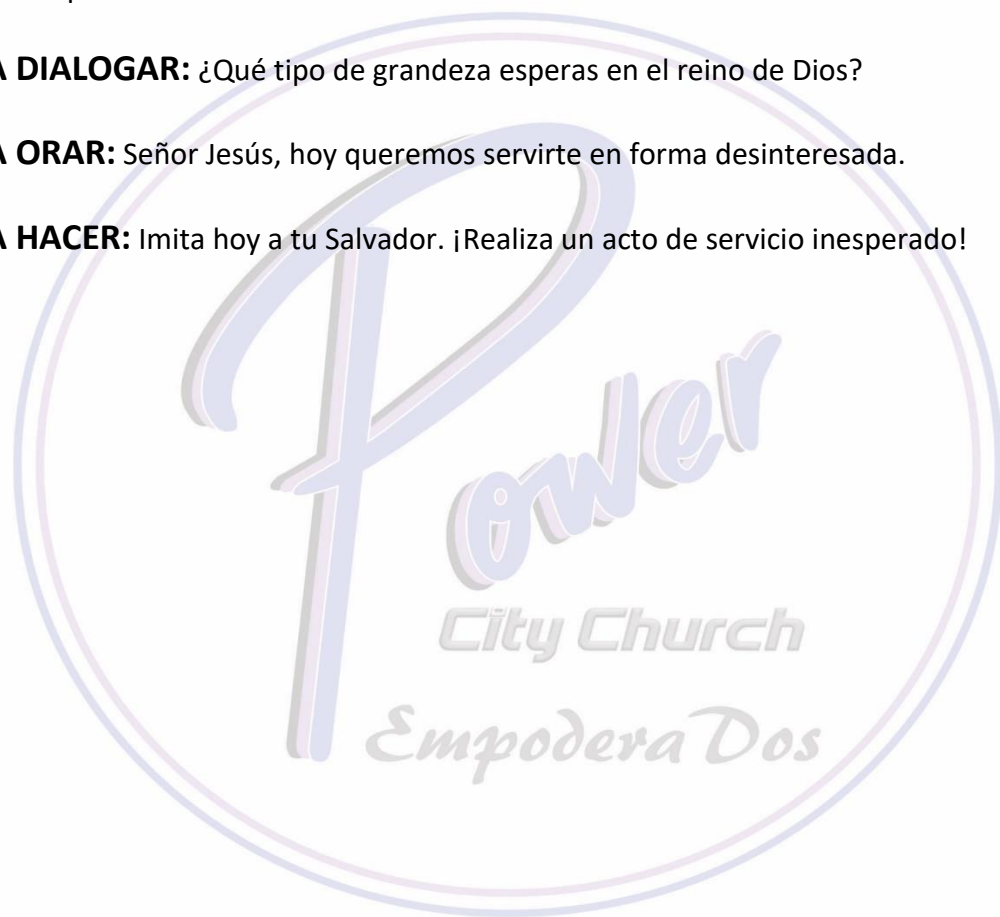 A DIALOGAR: ¿Qué tipo de grandeza esperas en el reino de Dios?
A ORAR: Señor Jesús, hoy queremos servirte en forma desinteresada.
A HACER: Imita hoy a tu Salvador. ¡Realiza un acto de servicio inesperado!
Power
City Church
EmpoderaDos